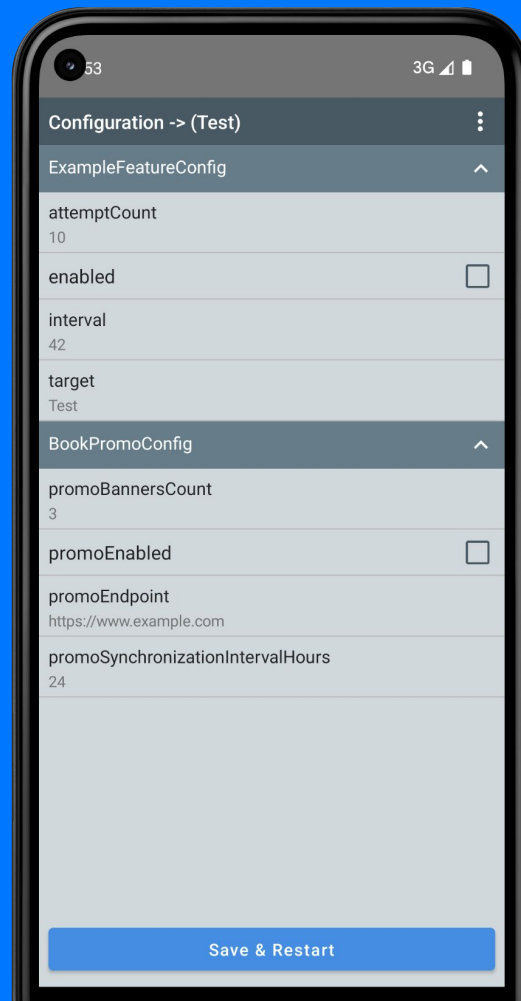 53
3G
Configuration -> (Test)
ExampleFeatureConfig
attemptCount
10
enabled
interval
42
target
Test
BookPromoConfig
promoBannersCount
3
promoEnabled
promoEndpoint
https://www.example.com
promoSynchronizationIntervalHours
24
Save & Restart